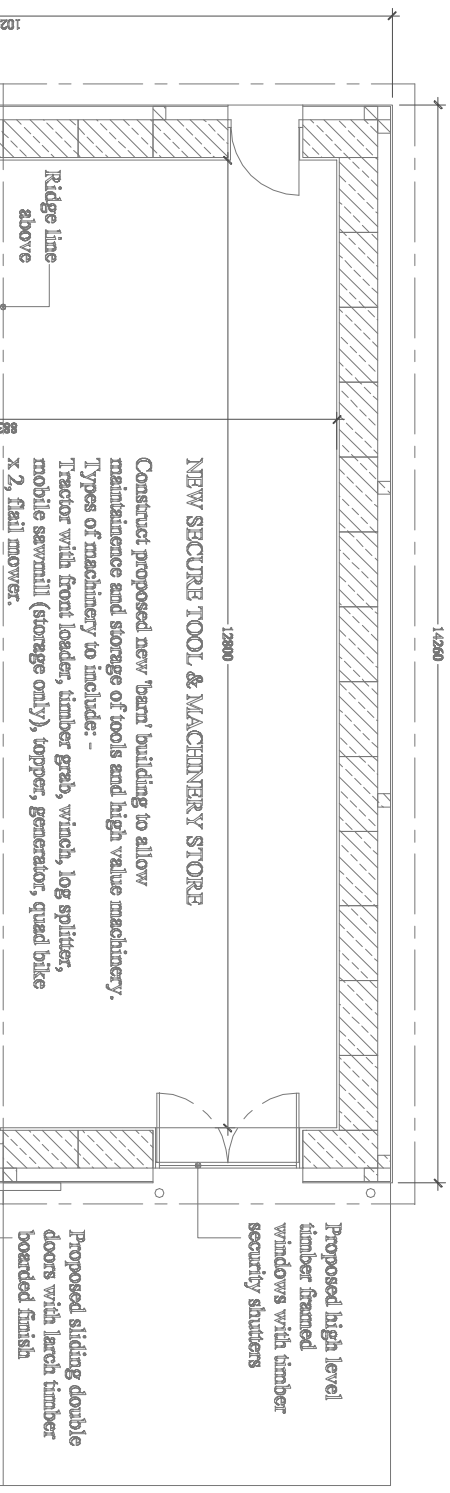 14260
12800
NEW SECURE TOOL & MACHINERY STORE
Construct proposed new 'barn' building to allow
maintainence and storage of tools and high value machinery.
Types of machinery to include: -
Tractor with front loader, timber grab, winch, log splitter,
mobile sawmill (storage only), topper, generator, quad bike
x 2, flail mower.
Ridge line
above
Proposed high level
timber framed
windows with timber
security shutters
Proposed sliding double
doors with larch timber
boarded finish